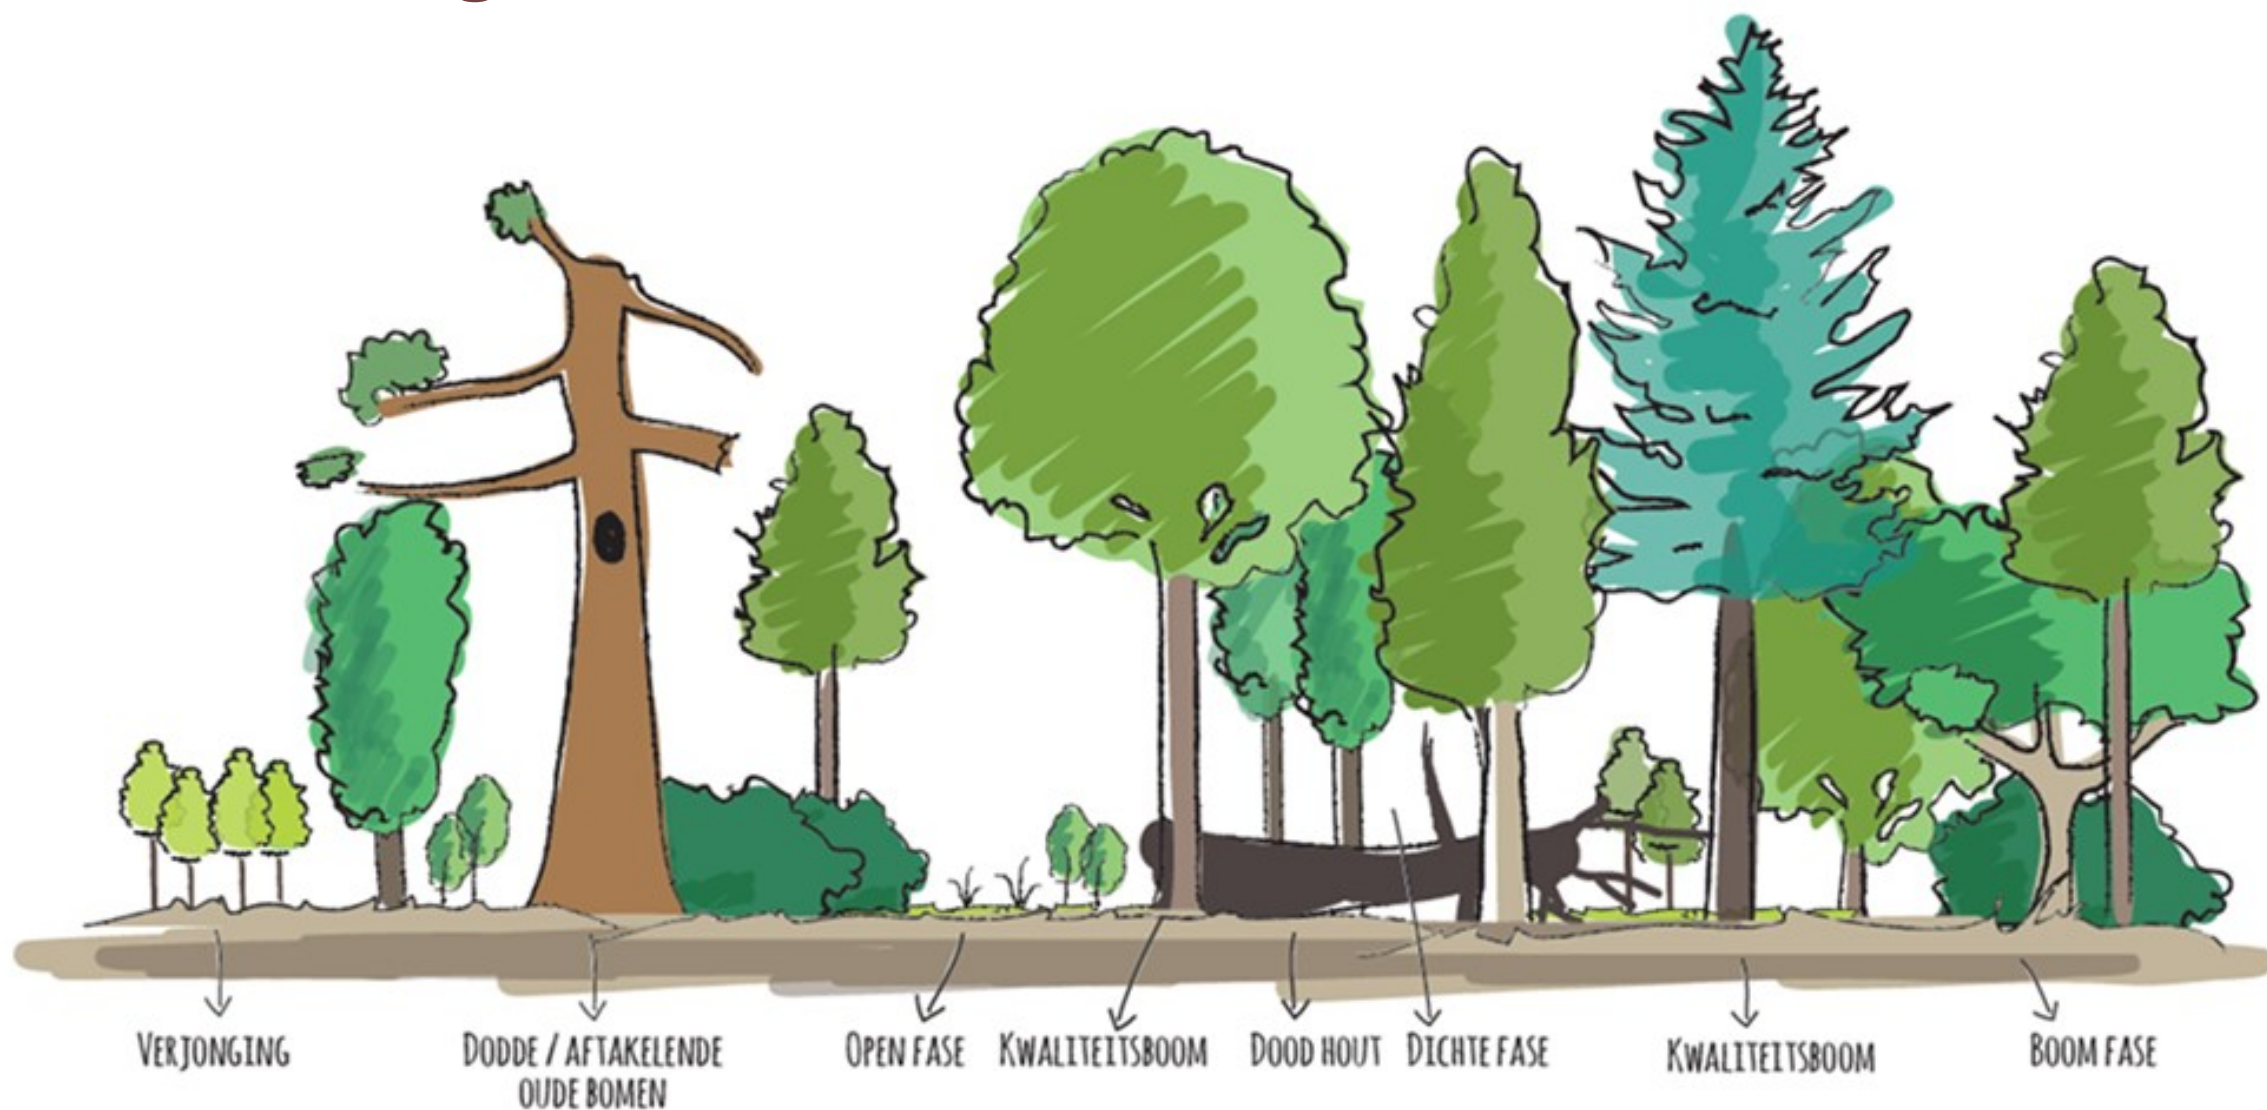 VERJONGING
DODDE / AFTAKELENDE
OUDE BOMEN
OPEN FASE
KWALITEITSBOOM
DOOD HOUT
DICHTE FASE
KWALITEITSBOOM
BOOM FASE